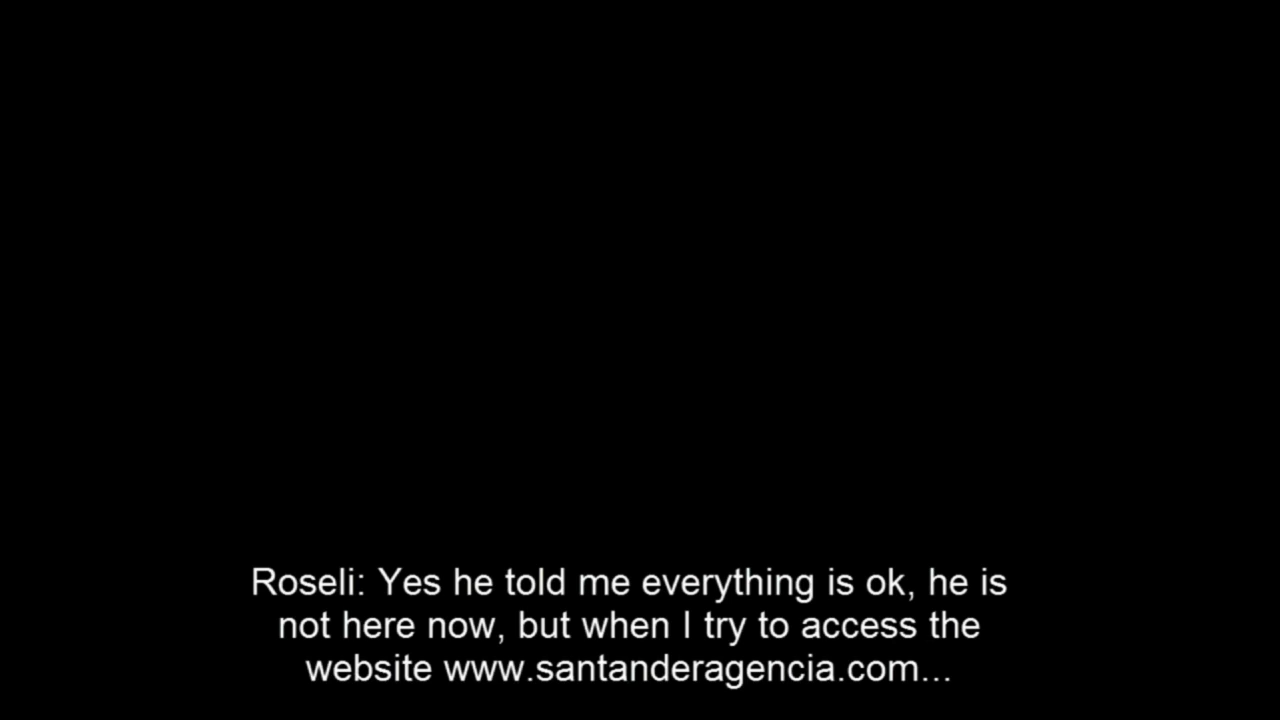 Roseli: Yes he told me everything is ok, he is
not here now, but when I try to access the
website www.santanderagencia.com...